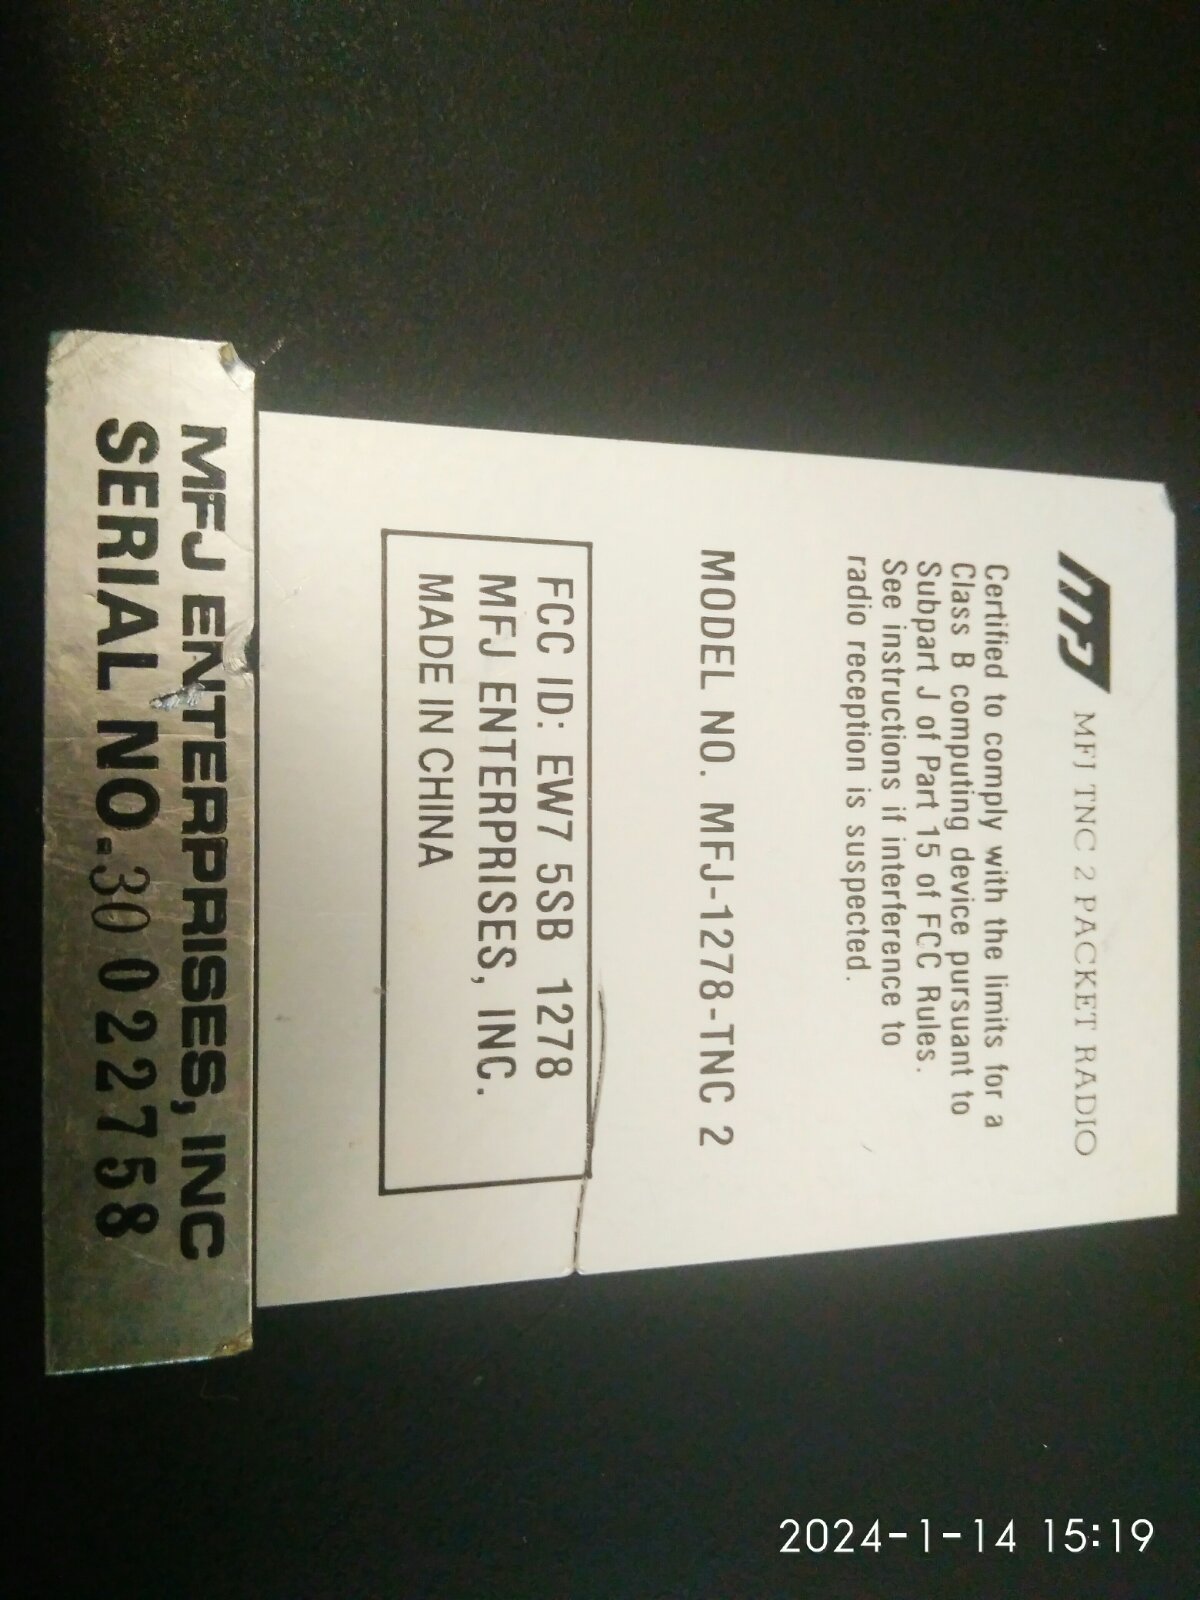 MFJ MFJ TNC 2 PACKET RADIO
Certified to comply with the limits for a
Class B computing device pursuant to
Subpart J of Part 15 of FCC Rules.
See instructions if interference to
radio reception is suspected.
MODEL NO. MFJ-1278-TNC 2
FCC ID: EW7 5SB 1278
MFJ ENTERPRISES, INC.
MADE IN CHINA
MFJ ENTERPRISES, INC
SERIAL NO. 30 022758
2024-1-14 15:19